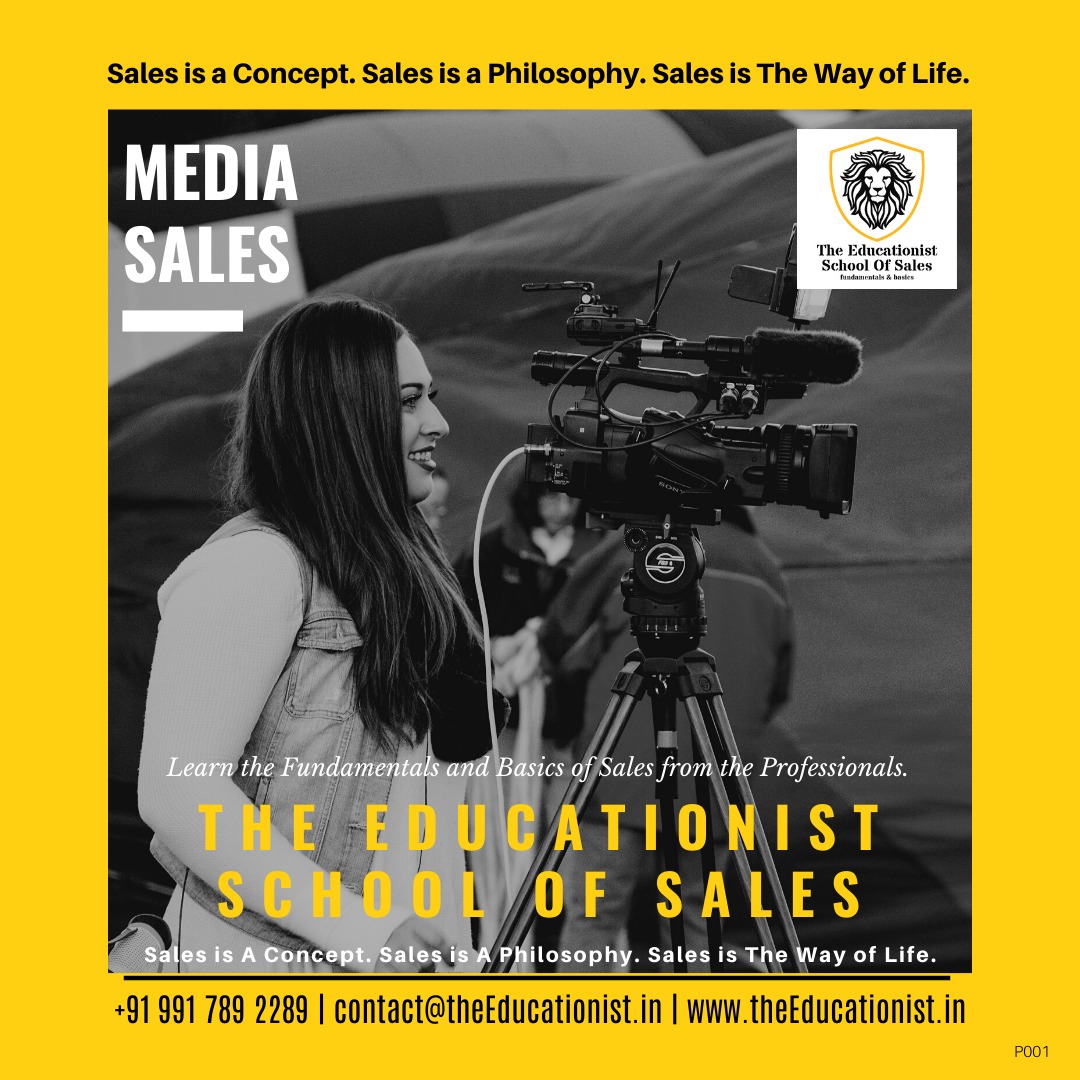 Sales is a Concept. Sales is a Philosophy. Sales is The Way of Life.
MEDIA
SALES
The Educationist
School Of Sales
fundamentals & basics
SONY
Learn the Fundamentals and Basics of Sales from the Professionals.
THE EDUCATIONIST
SCHOOL OF SALES
Sales is A Concept. Sales is A Philosophy. Sales is The Way of Life.
+91 991 789 2289 | contact@theEducationist.in | www.theEducationist.in
P001